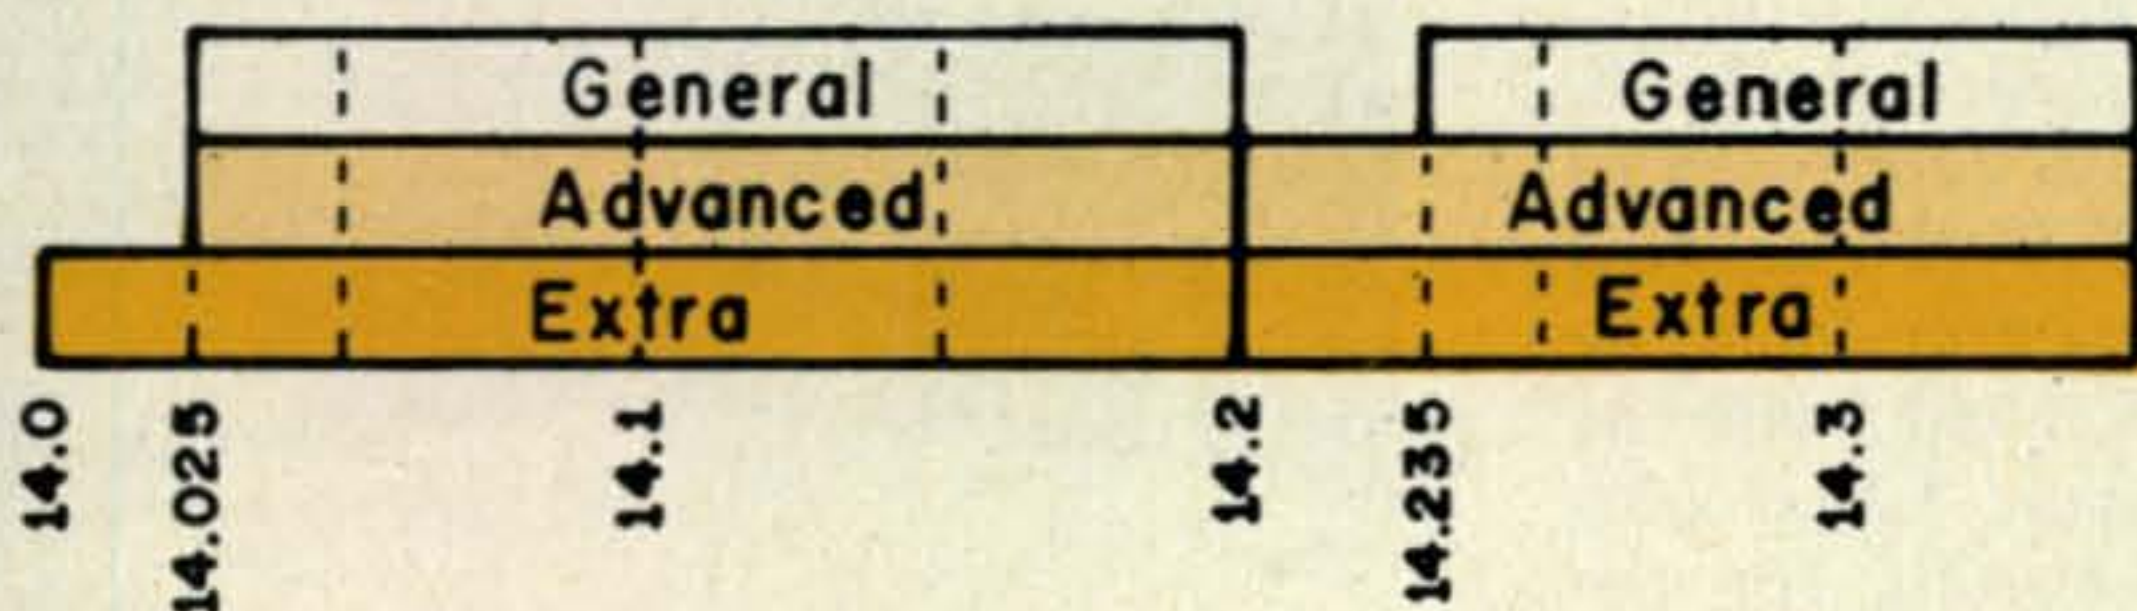 General General
Advanced Advanced
Extra Extra
14.0 14.025 14.1 14.2 14.235 14.3